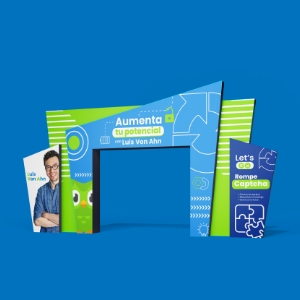 Aumenta
tu potencial
con Luis Von Ahn
Luis
Von Ahn
Let's
GO
Rompe
Captcha